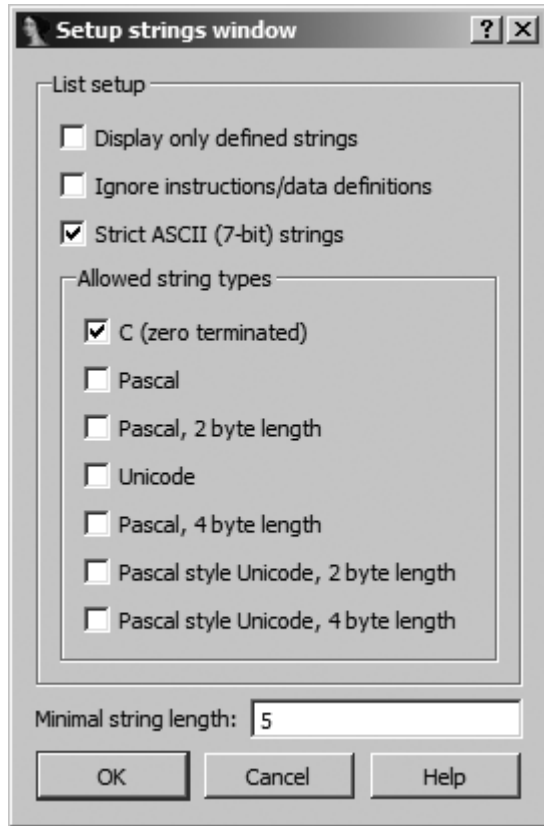 Setup strings window
List setup
Display only defined strings
Ignore instructions/data definitions
Strict ASCII (7-bit) strings
Allowed string types
C (zero terminated)
Pascal
Pascal, 2 byte length
Unicode
Pascal, 4 byte length
Pascal style Unicode, 2 byte length
Pascal style Unicode, 4 byte length
Minimal string length: 5
OK Cancel Help